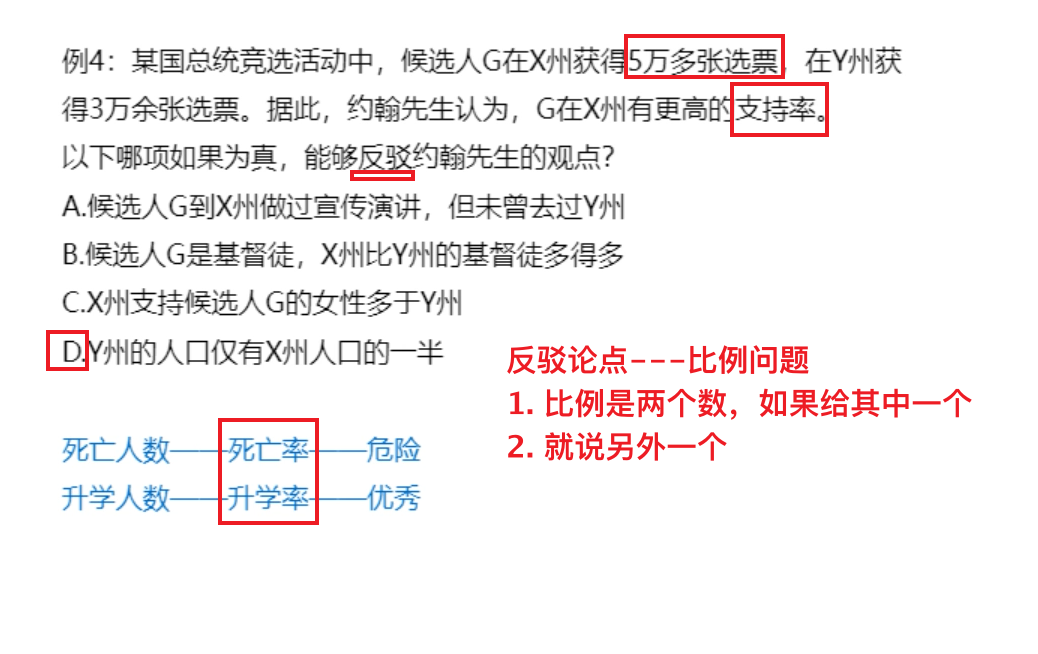 例4：某国总统竞选活动中，候选人G在X州获得5万多张选票，在Y州获
得3万余张选票。据此，约翰先生认为，G在X州有更高的支持率。
以下哪项如果为真，能够反驳约翰先生的观点？
A.候选人G到X州做过宣传演讲，但未曾去过Y州
B.候选人G是基督徒，X州比Y州的基督徒多得多
C.X州支持候选人G的女性多于Y州
D.Y州的人口仅有X州人口的一半
反驳论点---比例问题
1. 比例是两个数，如果给其中一个
2. 就说另外一个
死亡人数——死亡率——危险
升学人数——升学率——优秀